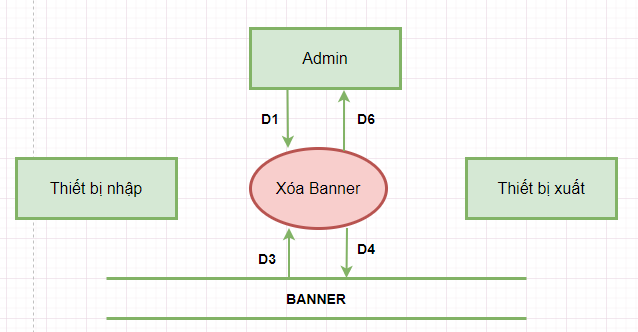 Admin
D1
D6
Thiết bị nhập
Xóa Banner
Thiết bị xuất
D3
D4
BANNER